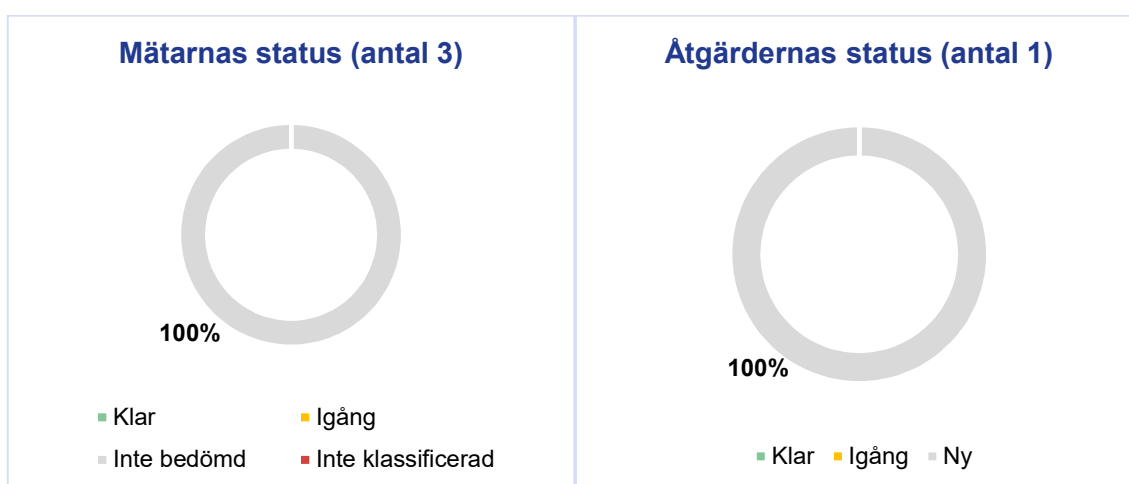 Mätarnas status (antal 3)
100%
Klar
Igång
Inte bedömd
Inte klassificerad
Åtgärdernas status (antal 1)
100%
Klar
Igång
Ny